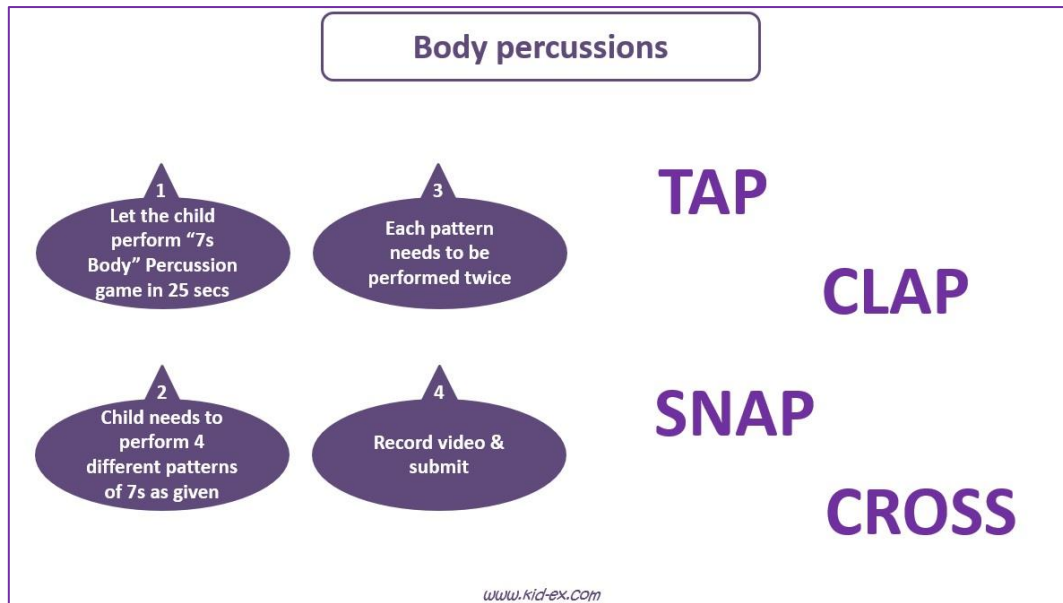 Body percussions
1
Let the child
perform “7s
Body” Percussion
game in 25 secs
2
Child needs to
perform 4
different patterns
of 7s as given
3
Each pattern
needs to be
performed twice
4
Record video &
submit
TAP
CLAP
SNAP
CROSS
www.kid-ex.com